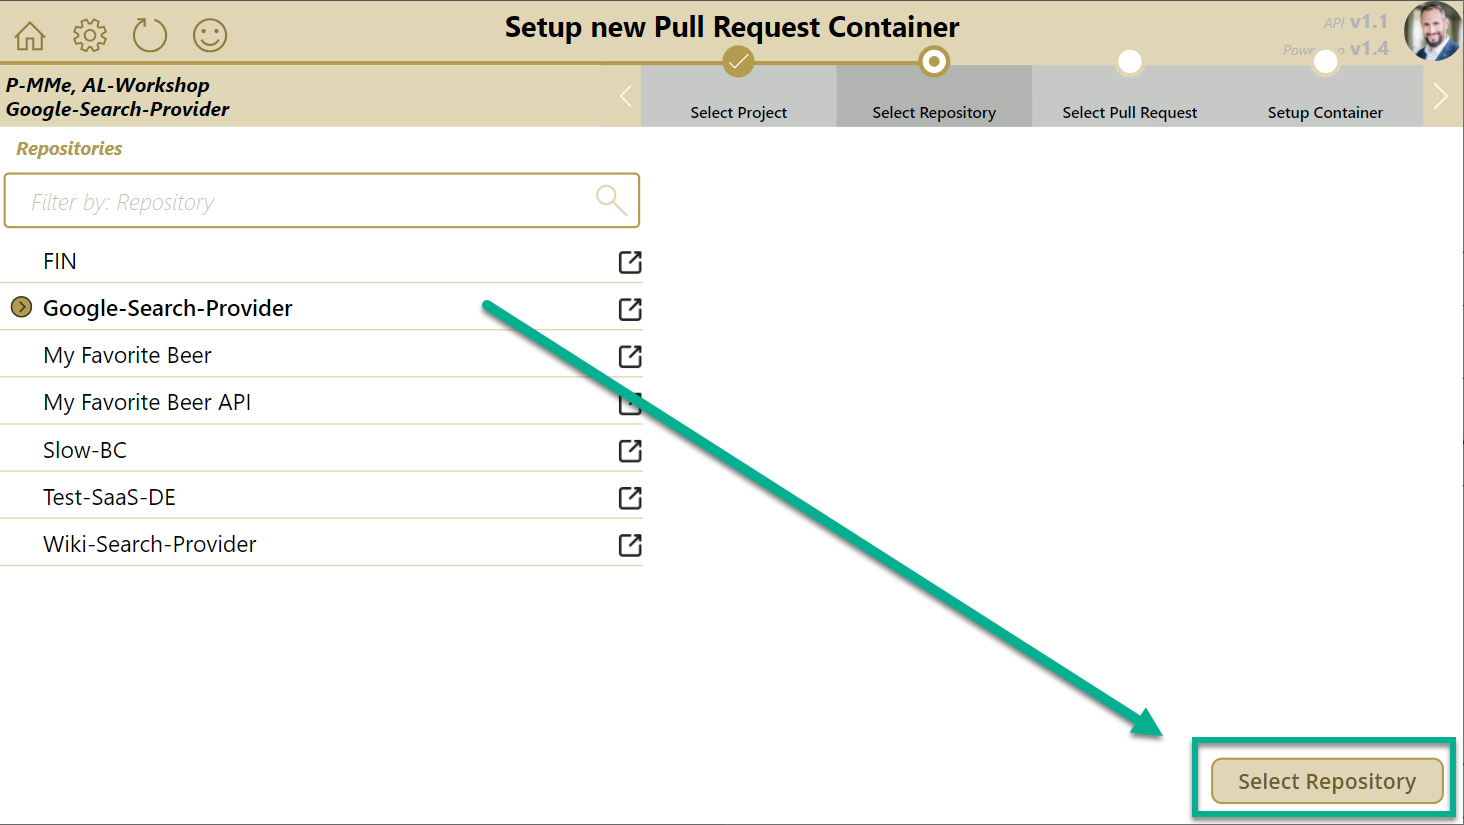 Setup new Pull Request Container
API v1.1
v1.4
P-MMe, AL-Workshop
Google-Search-Provider
Select Project
Select Repository
Select Pull Request
Setup Container
Repositories
Filter by: Repository
FIN
Google-Search-Provider
My Favorite Beer
My Favorite Beer API
Slow-BC
Test-SaaS-DE
Wiki-Search-Provider
Select Repository